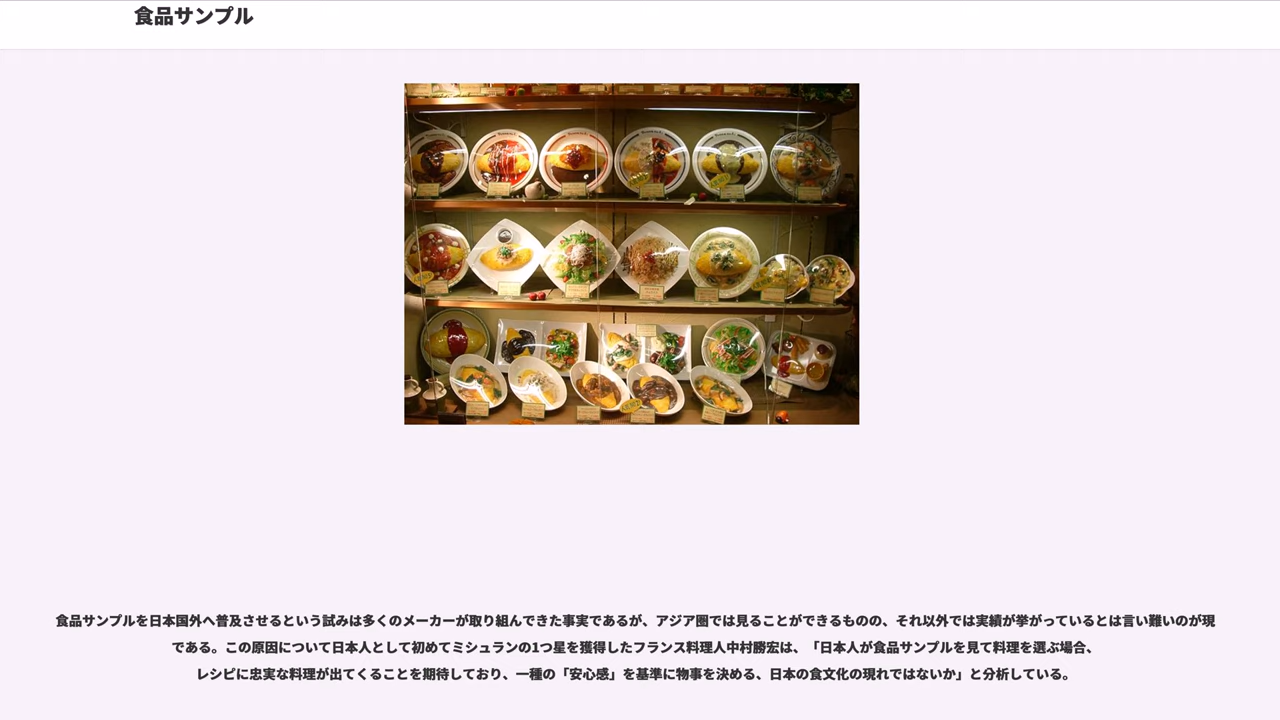 食品サンプル
食品サンプルを日本国外へ普及させるという試みは多くのメーカーが取り組んできた事実であるが、アジア圏では見ることができるものの、それ以外では実績が挙がっているとは言い難いのが現
である。この原因について日本人として初めてミシュランの1つ星を獲得したフランス料理人中村勝宏は、「日本人が食品サンプルを見て料理を選ぶ場合、
レシピに忠実な料理が出てくることを期待しており、一種の「安心感」を基準に物事を決める、日本の食文化の現れではないか」と分析している。